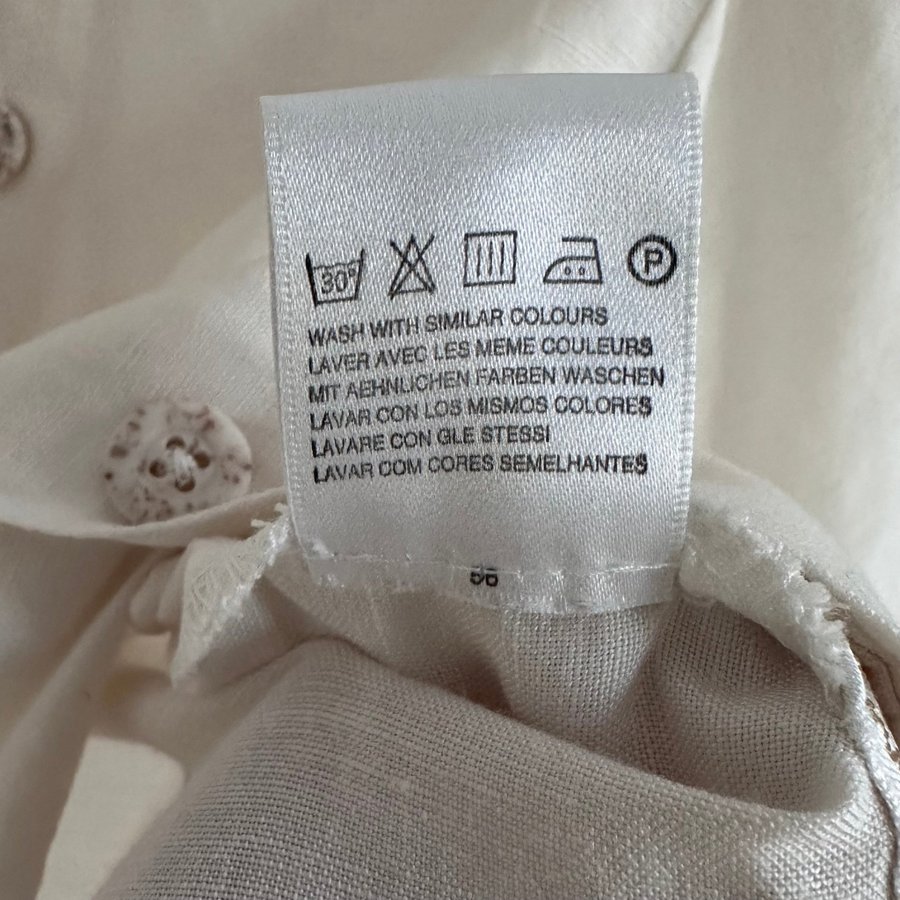 30°
P
WASH WITH SIMILAR COLOURS
LAVER AVEC LES MEME COULEURS
MIT AEHNLICHEN FARBEN WASCHEN
LAVAR CON LOS MISMOS COLORES
LAVARE CON GLE STESSI
LAVAR COM CORES SEMELHANTES